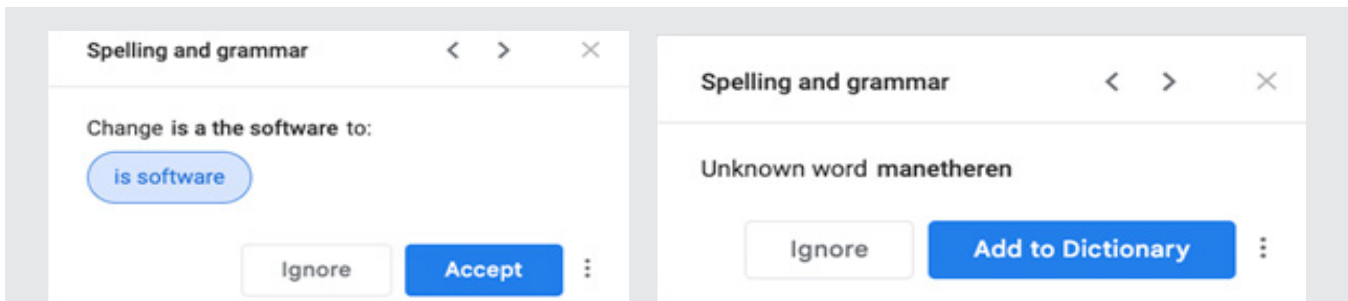 Spelling and grammar
Change is a the software to:
is software
Ignore
Accept
Spelling and grammar
Unknown word manetheren
Ignore
Add to Dictionary